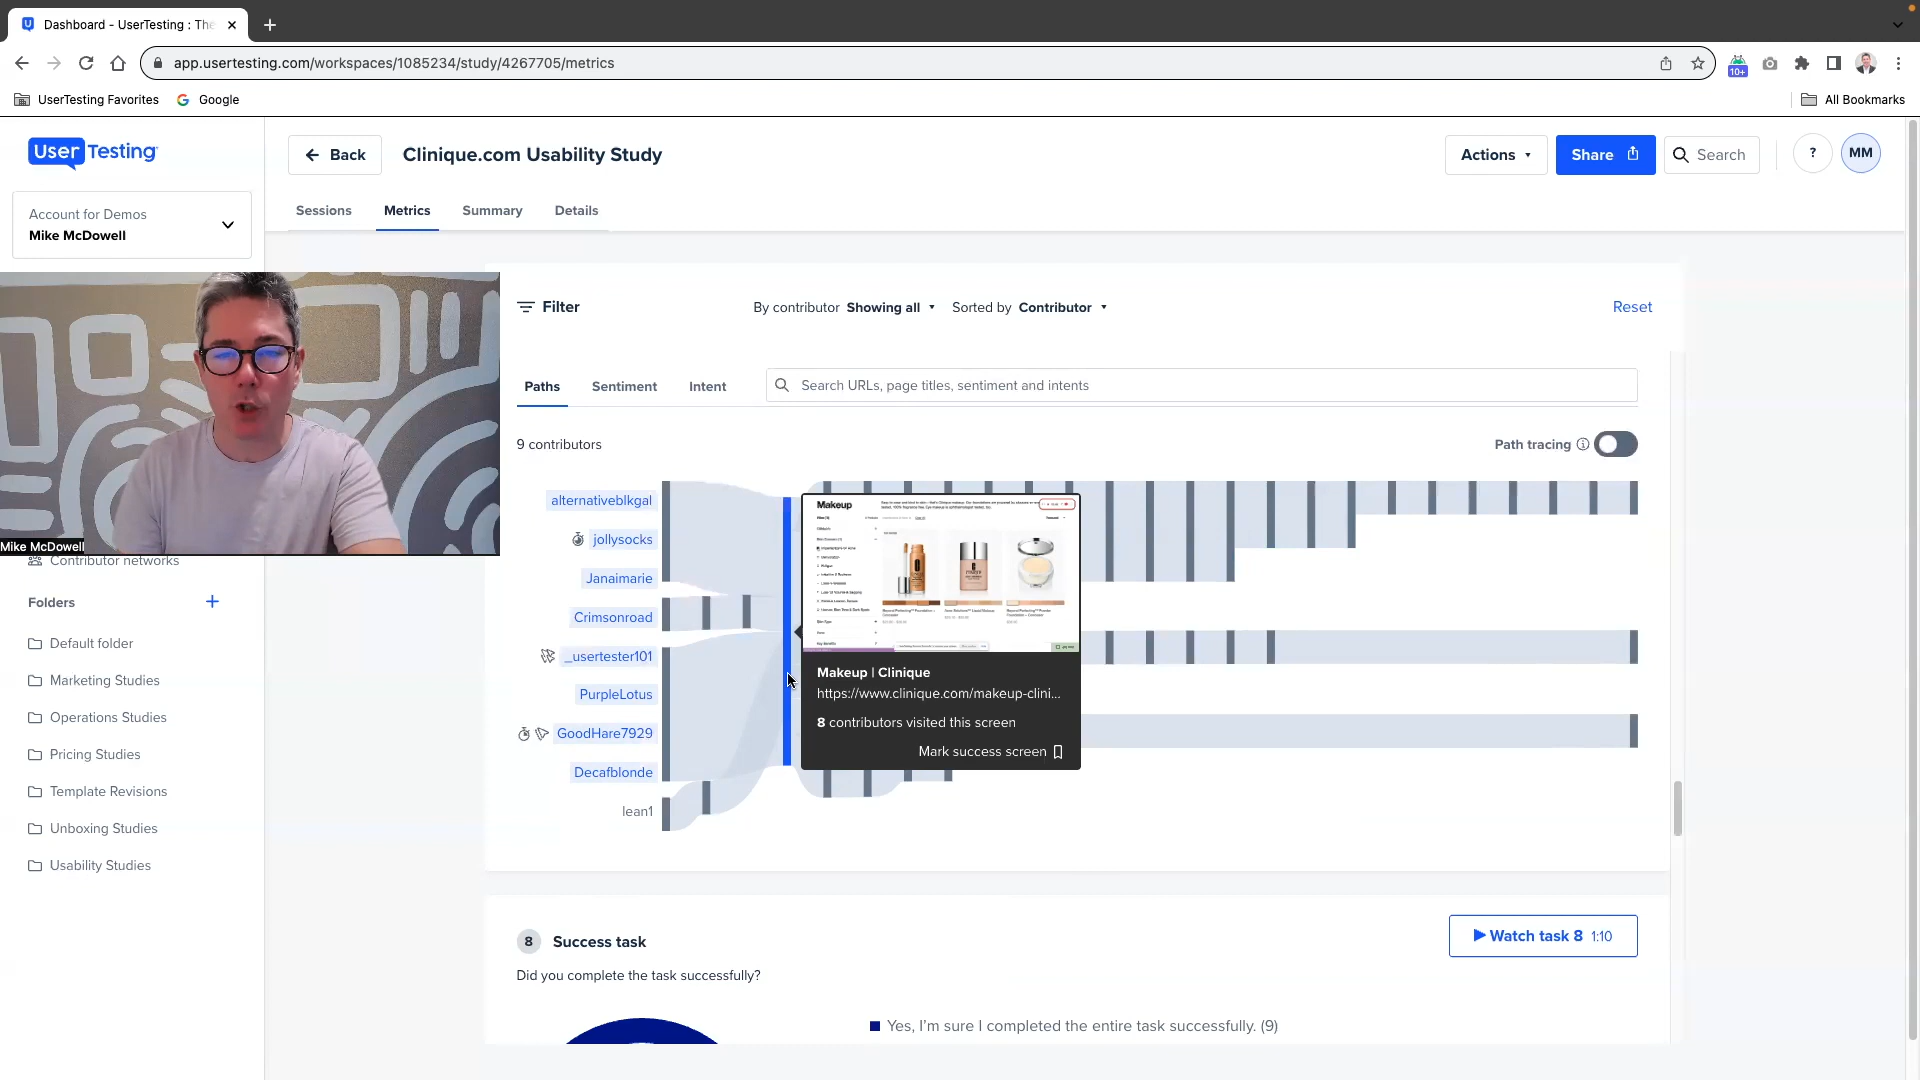 Dashboard - UserTesting : The
app.usertesting.com/workspaces/1085234/study/4267705/metrics
10+
UserTesting Favorites
Google
All Bookmarks
UserTesting
Back
Clinique.com Usability Study
Actions
Share
Search
?
MM
Account for Demos
Mike McDowell
Sessions
Metrics
Summary
Details
Filter
By contributor Showing all
Sorted by Contributor
Reset
Paths
Sentiment
Intent
Search URLs, page titles, sentiment and intents
9 contributors
Path tracing
alternativeblkgal
jollysocks
Janaimarie
Crimsonroad
_usertester101
PurpleLotus
GoodHare7929
Decafblonde
lean1
Makeup
Makeup | Clinique
https://www.clinique.com/makeup-clini...
8 contributors visited this screen
Mark success screen
Mike McDowell
Contributor networks
Folders
Default folder
Marketing Studies
Operations Studies
Pricing Studies
Template Revisions
Unboxing Studies
Usability Studies
8
Success task
Watch task 8 1:10
Did you complete the task successfully?
Yes, I'm sure I completed the entire task successfully. (9)